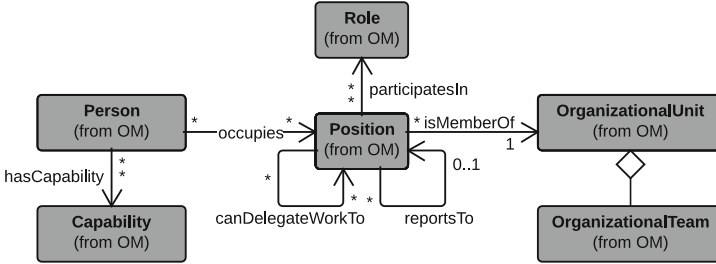 Role
(from OM)
* participatesIn
*
Person
(from OM)
* occupies *
Position
(from OM)
* isMemberOf
1
OrganizationalUnit
(from OM)
*
*
hasCapability
* 0..1
canDelegateWorkTo * reportsTo
*
Capability
(from OM)
OrganizationalTeam
(from OM)